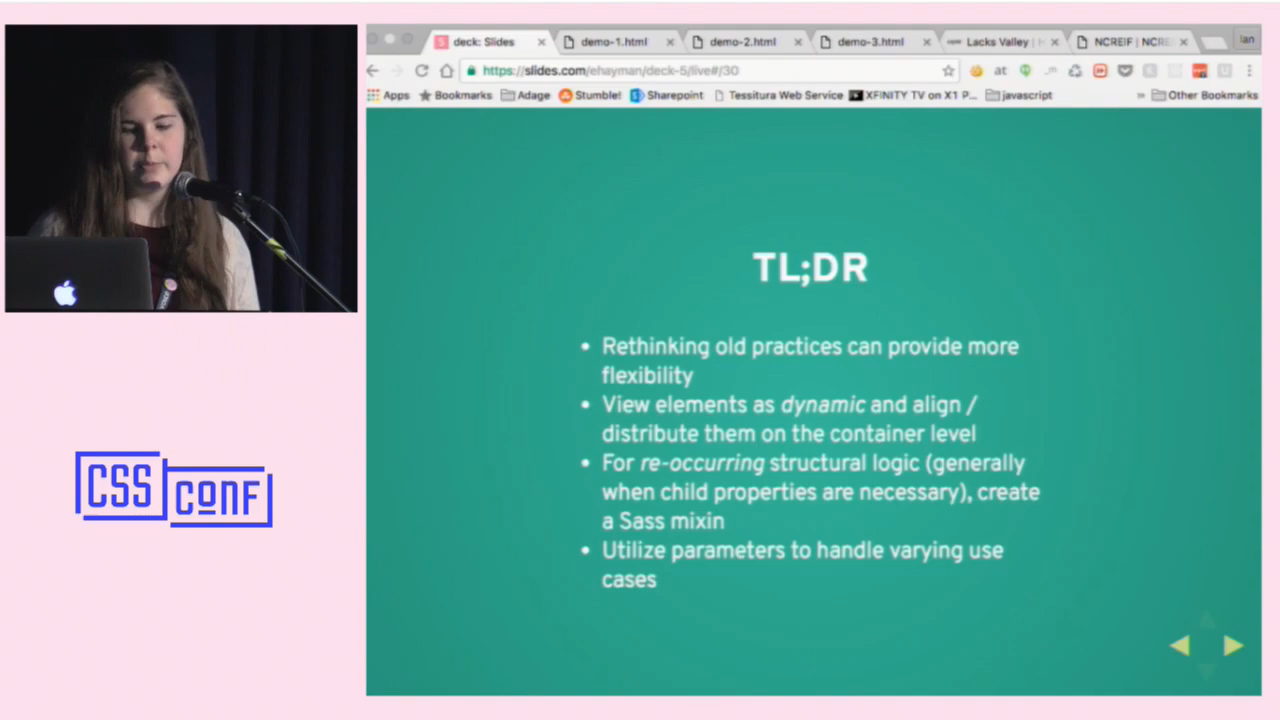 deck: Slides
demo-1.html
demo-2.html
demo-3.html
Lacks Valley
NCREIF | NCRE
Ian
https://slides.com/ehayman/deck-5/live#/30
at
Apps
Bookmarks
Adage
Stumble!
Sharepoint
Tessitura Web Service
XFINITY TV on X1 P...
javascript
»
Other Bookmarks
TL;DR
• Rethinking old practices can provide more
flexibility
• View elements as dynamic and align /
distribute them on the container level
• For re-occurring structural logic (generally
when child properties are necessary), create
a Sass mixin
• Utilize parameters to handle varying use
cases
CSS
CONF